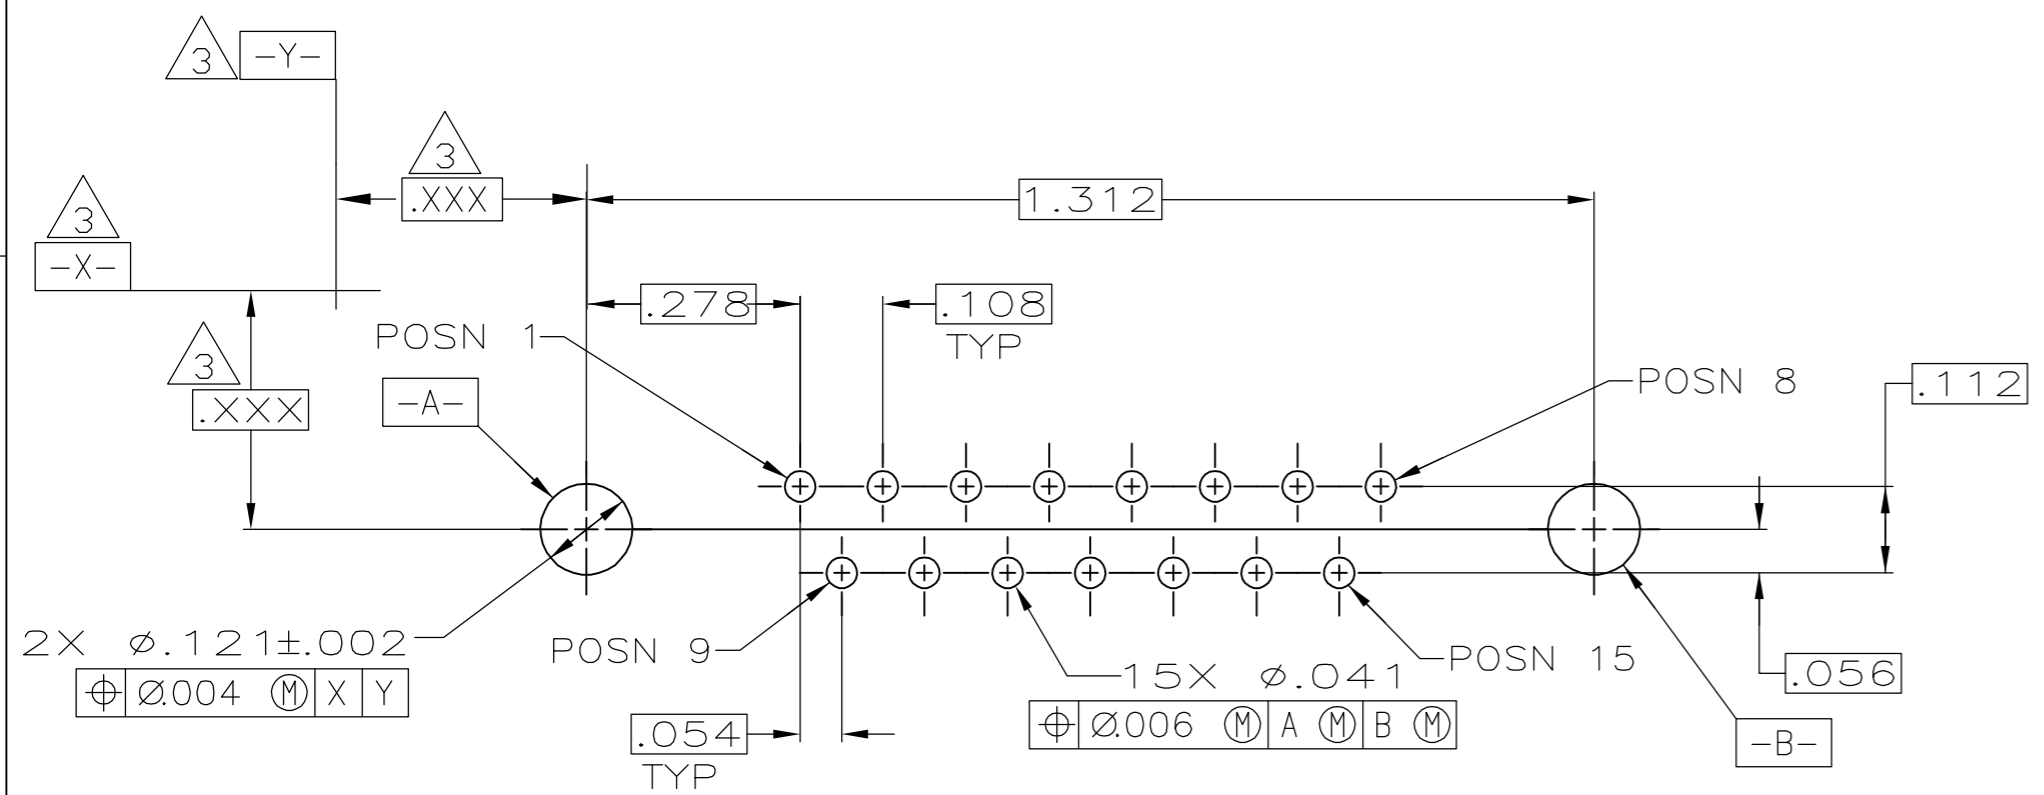 3 -Y-
3
.XXX
1.312
3
-X-
.278
.108
TYP
POSN 1
3
.XXX
-A-
POSN 8
.112
2X ⌀.121±.002
⌖ ⌀.004 Ⓜ X Y
POSN 9
15X ⌀.041
⌖ ⌀.006 Ⓜ A Ⓜ B Ⓜ
POSN 15
.056
.054
TYP
-B-